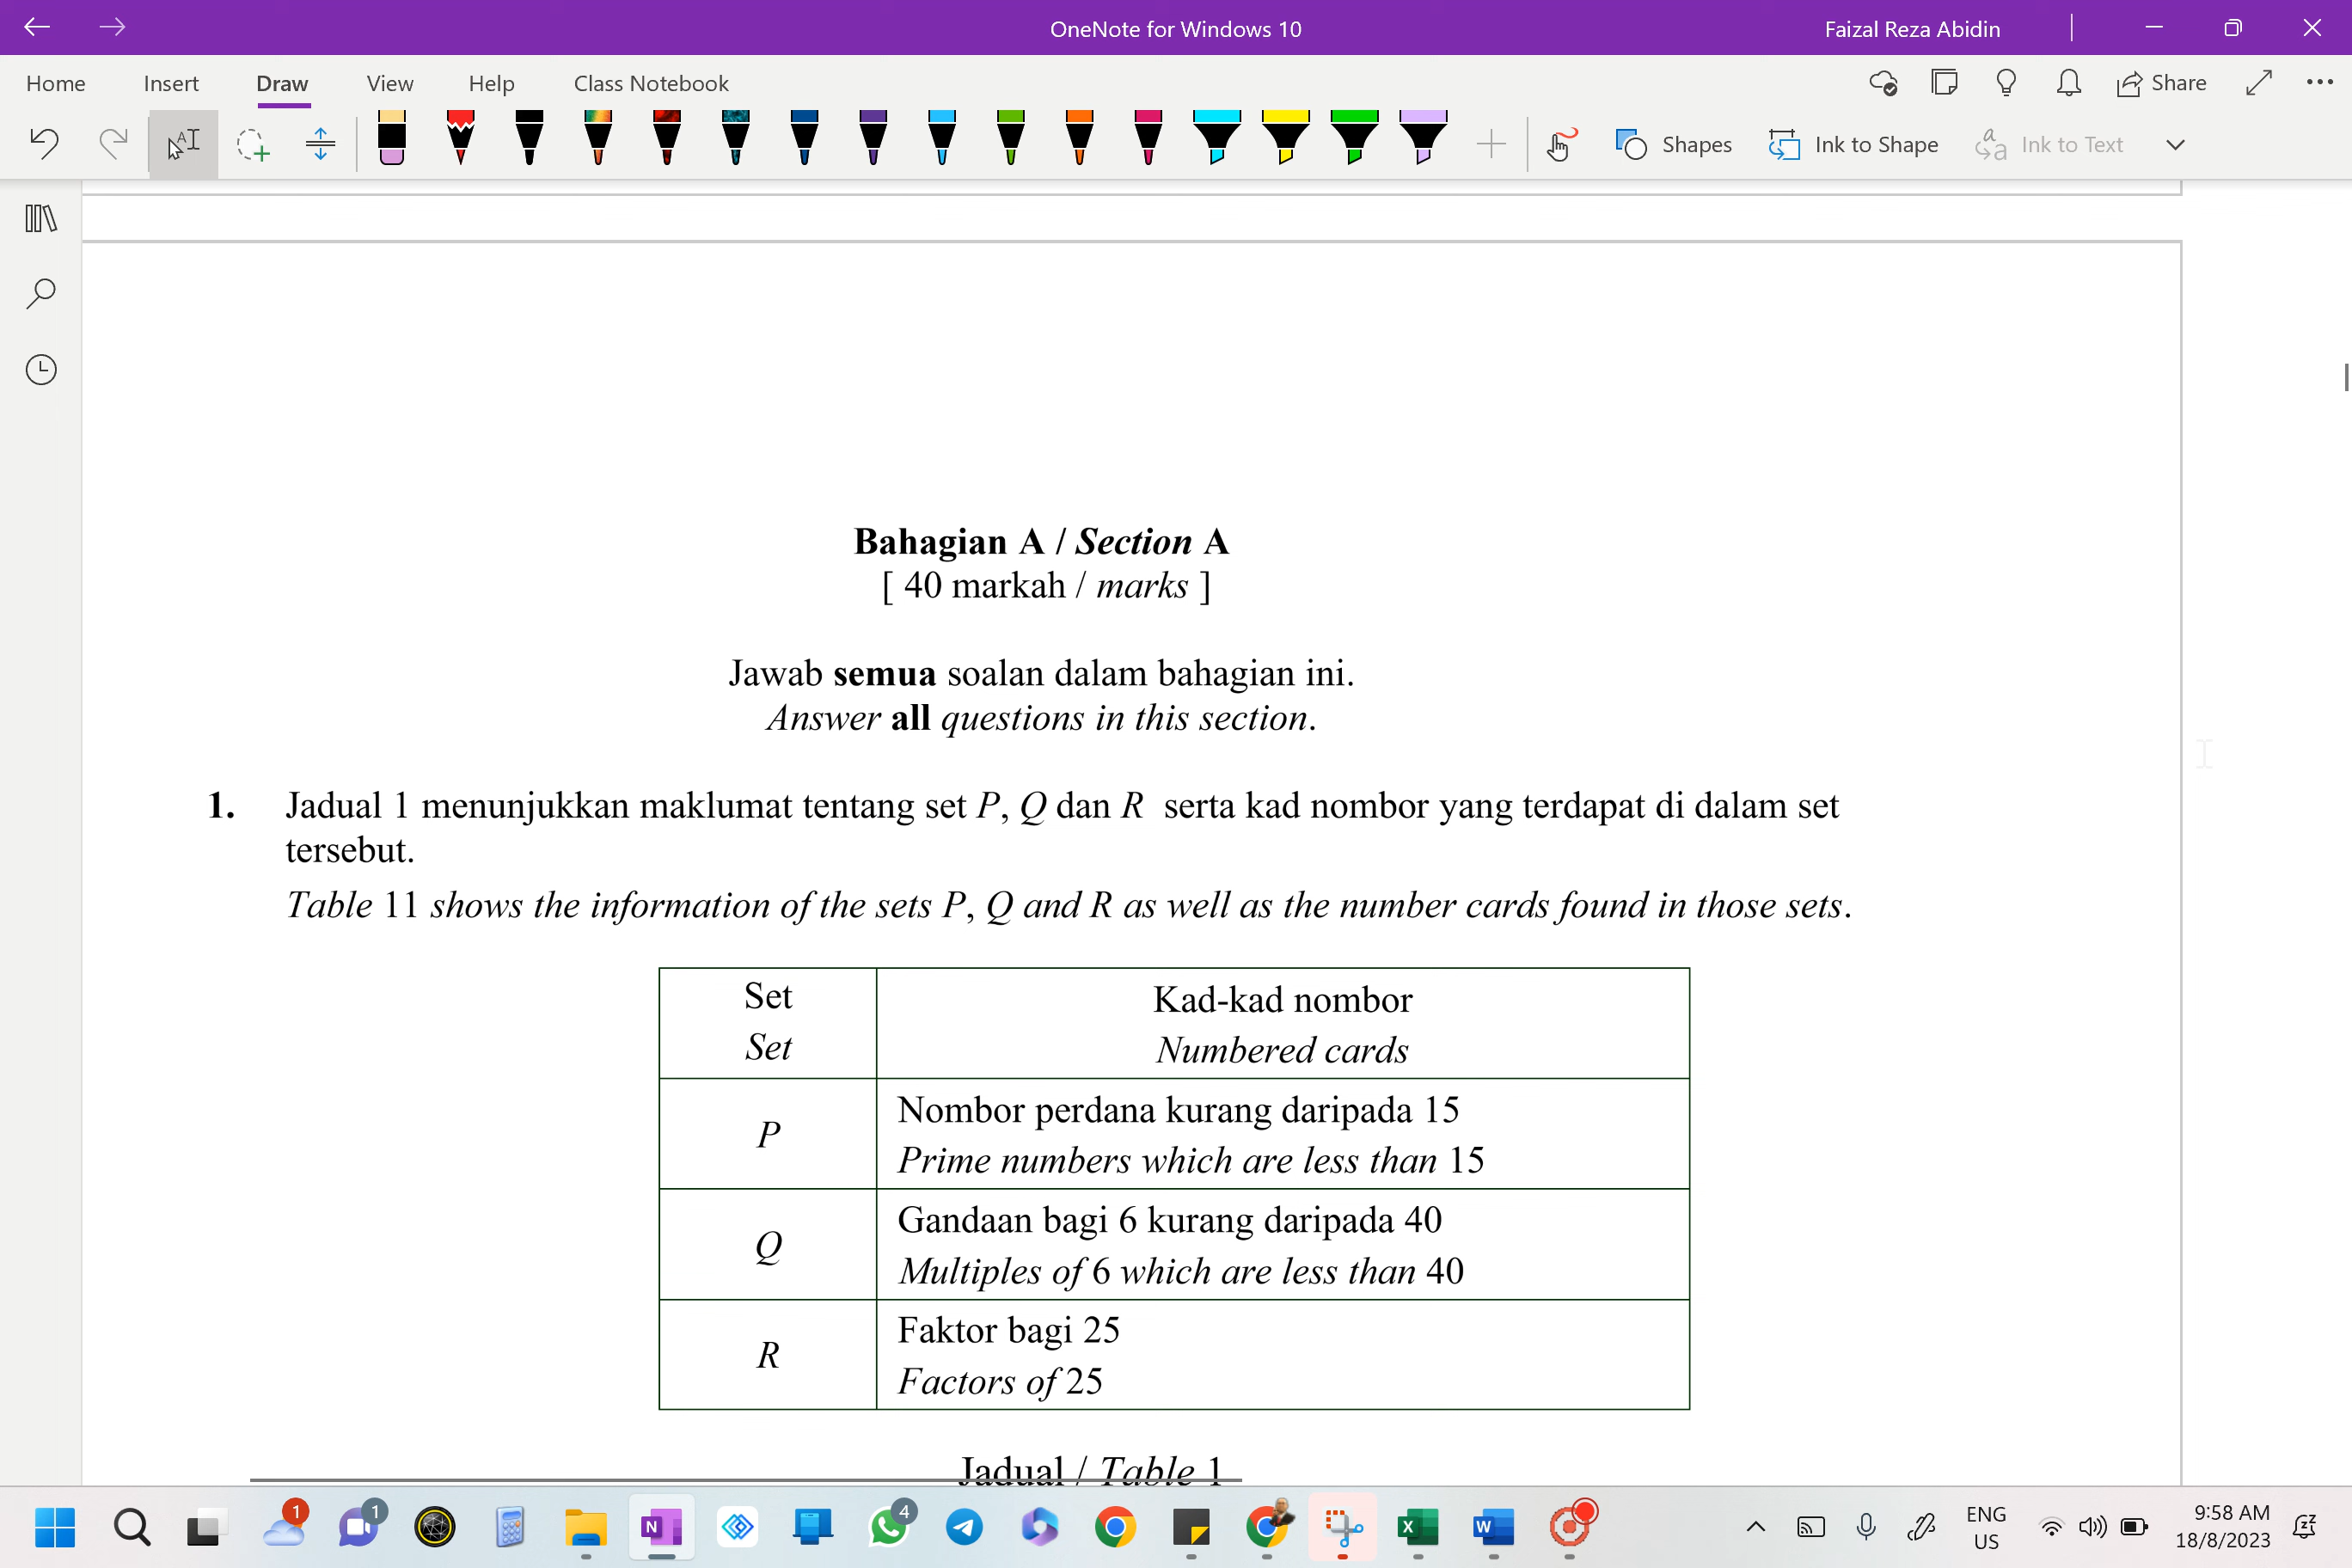 OneNote for Windows 10
Faizal Reza Abidin
Home Insert Draw View Help Class Notebook
Share
Shapes Ink to Shape Ink to Text
Bahagian A / Section A
[ 40 markah / marks ]
Jawab semua soalan dalam bahagian ini.
Answer all questions in this section.
1. Jadual 1 menunjukkan maklumat tentang set P, Q dan R serta kad nombor yang terdapat di dalam set
tersebut.
Table 11 shows the information of the sets P, Q and R as well as the number cards found in those sets.
Set
Set
Kad-kad nombor
Numbered cards
P
Nombor perdana kurang daripada 15
Prime numbers which are less than 15
Q
Gandaan bagi 6 kurang daripada 40
Multiples of 6 which are less than 40
R
Faktor bagi 25
Factors of 25
Jadual / Table 1
1
1
4
ENG
US
9:58 AM
18/8/2023